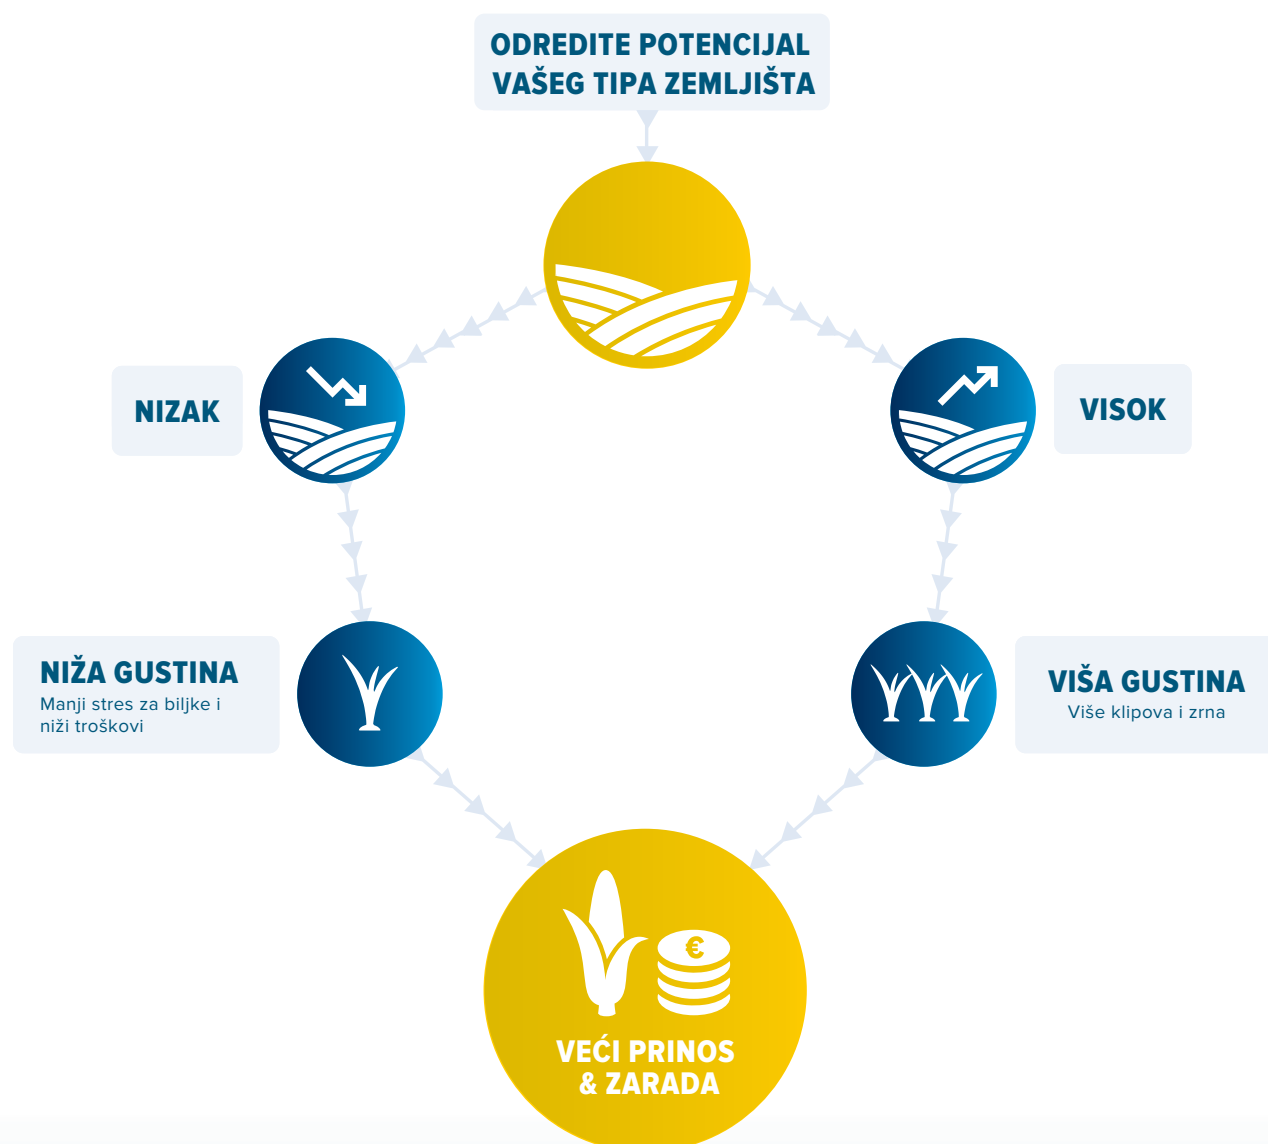 ODREDITE POTENCIJAL
VAŠEG TIPA ZEMLJIŠTA
NIZAK
VISOK
NIŽA GUSTINA
Manji stres za biljke i
niži troškovi
VIŠA GUSTINA
Više klipova i zrna
€
VEĆI PRINOS
& ZARADA